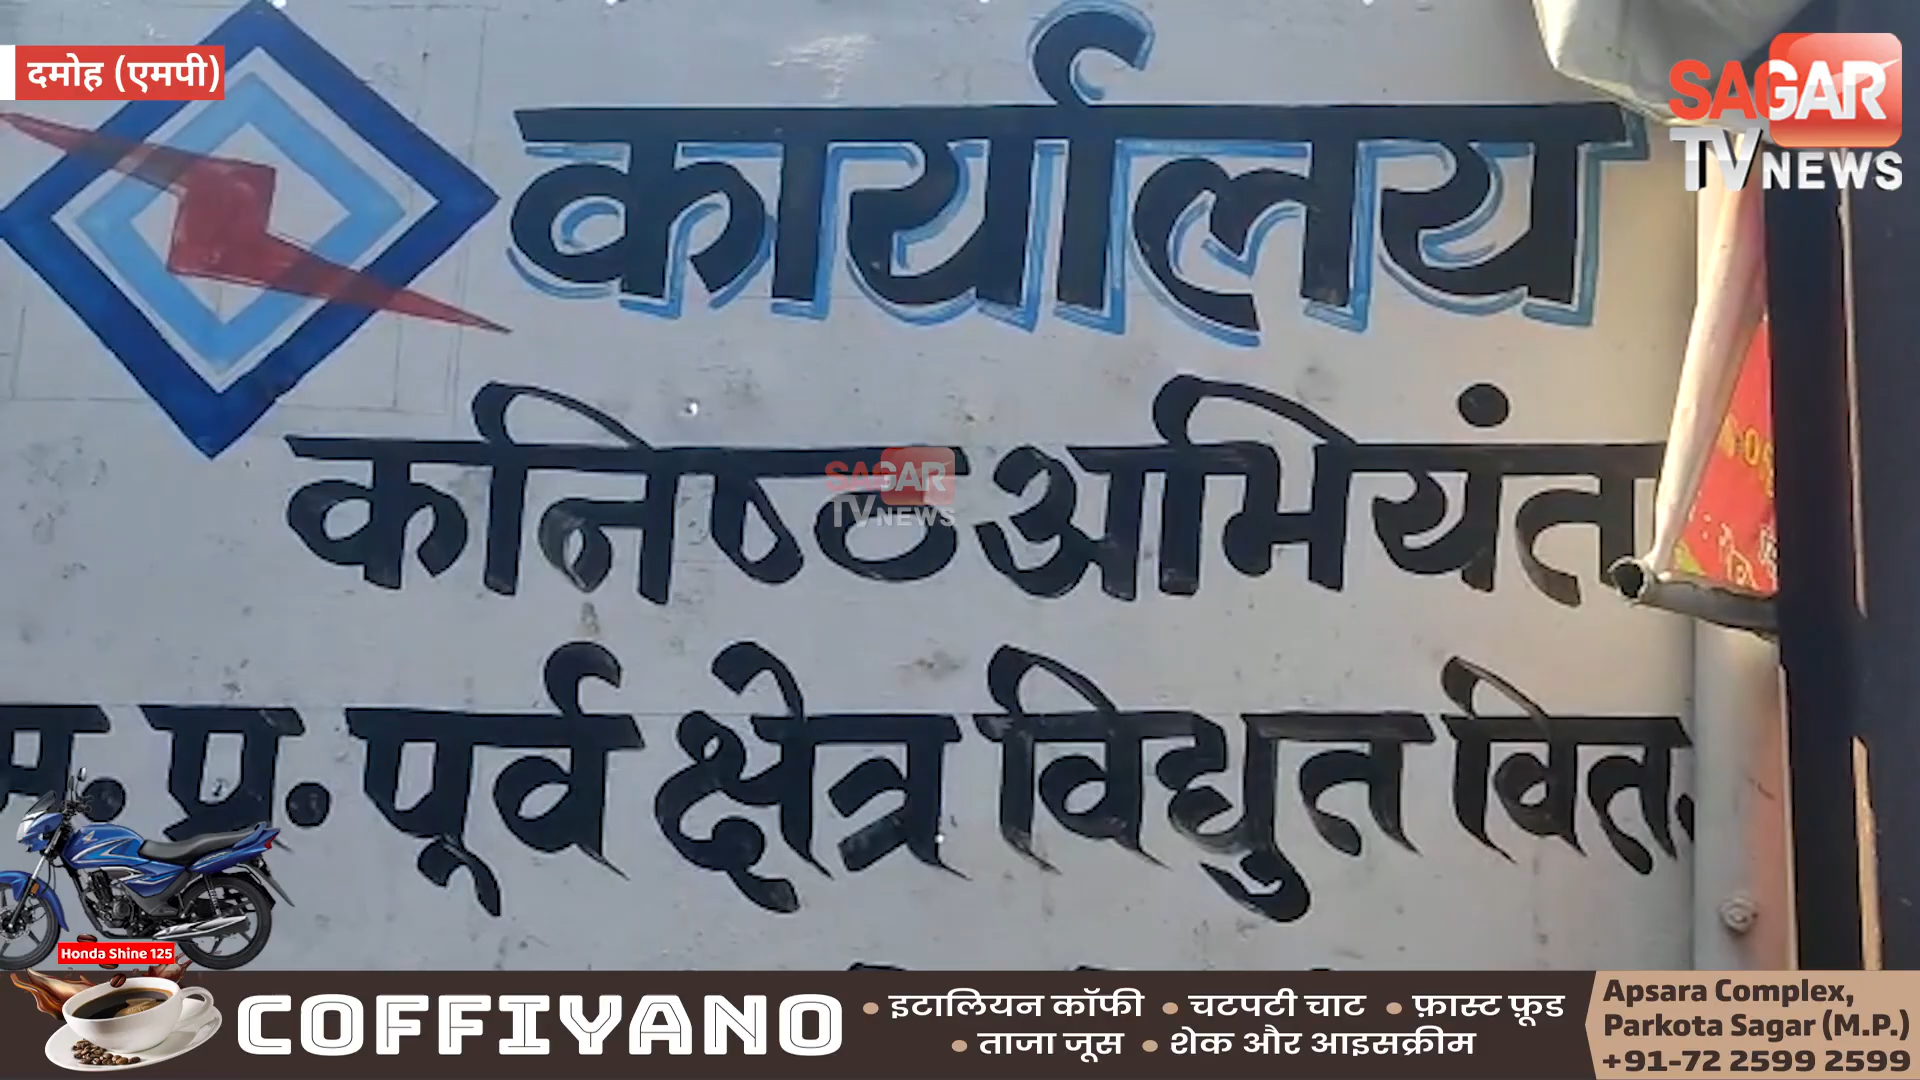 दमोह (एमपी)
SAGAR
TV NEWS
कार्यालय
कनिष्ठ अभियंत
SAGAR
TV NEWS
म.प्र. पूर्व क्षेत्र विद्युत वित
Honda Shine 125
COFFIYANO
• इटालियन कॉफी • चटपटी चाट • फ़ास्ट फ़ूड
• ताजा जूस • शेक और आइसक्रीम
Apsara Complex,
Parkota Sagar (M.P.)
+91-72 2599 2599